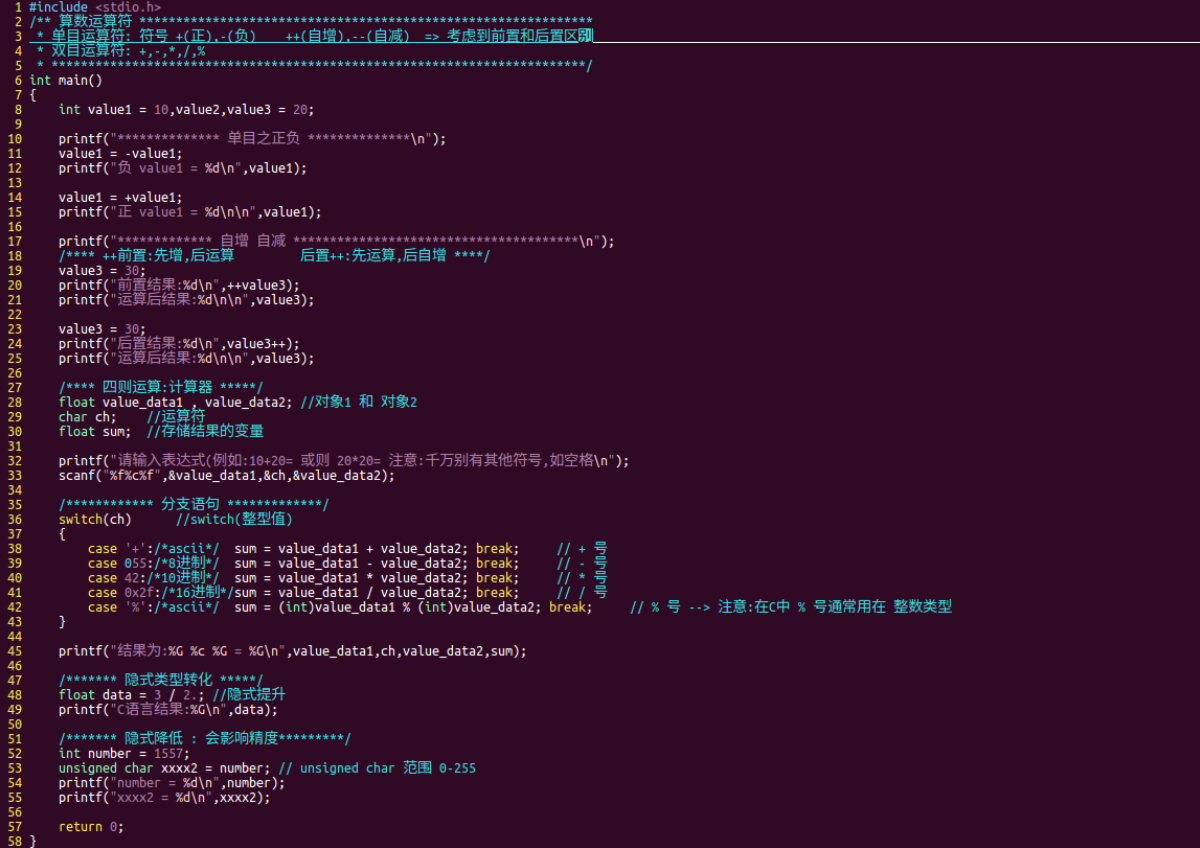 1 #include <stdio.h>
2 /** 算数运算符 **************************************************************
3  * 单目运算符: 符号 +(正),-(负)    ++(自增),--(自减)  => 考虑到前置和后置区别
4  * 双目运算符: +,-,*,/,%
5  * *************************************************************************/
6 int main()
7 {
8     int value1 = 10,value2,value3 = 20;
9
10     printf("************** 单目之正负 **************\n");
11     value1 = -value1;
12     printf("负 value1 = %d\n",value1);
13
14     value1 = +value1;
15     printf("正 value1 = %d\n\n",value1);
16
17     printf("************* 自增 自减 ***************************************\n");
18     /**** ++前置:先增,后运算         后置++:先运算,后自增 ****/
19     value3 = 30;
20     printf("前置结果:%d\n",++value3);
21     printf("运算后结果:%d\n\n",value3);
22
23     value3 = 30;
24     printf("后置结果:%d\n",value3++);
25     printf("运算后结果:%d\n\n",value3);
26
27     /**** 四则运算:计算器 *****/
28     float value_data1 , value_data2; //对象1 和 对象2
29     char ch;    //运算符
30     float sum;  //存储结果的变量
31
32     printf("请输入表达式(例如:10+20= 或则 20*20= 注意:千万别有其他符号,如空格\n");
33     scanf("%f%c%f",&value_data1,&ch,&value_data2);
34
35     /************ 分支语句 *************/
36     switch(ch)      //switch(整型值)
37     {
38         case '+':/*ascii*/  sum = value_data1 + value_data2; break;     // + 号
39         case 055:/*8进制*/  sum = value_data1 - value_data2; break;     // - 号
40         case 42:/*10进制*/  sum = value_data1 * value_data2; break;     // * 号
41         case 0x2f:/*16进制*/sum = value_data1 / value_data2; break;     // / 号
42         case '%':/*ascii*/  sum = (int)value_data1 % (int)value_data2; break;     // % 号 --> 注意:在C中 % 号通常用在 整数类型
43     }
44
45     printf("结果为:%G %c %G = %G\n",value_data1,ch,value_data2,sum);
46
47     /******* 隐式类型转化 *****/
48     float data = 3 / 2.; //隐式提升
49     printf("C语言结果:%G\n",data);
50
51     /******* 隐式降低 : 会影响精度*********/
52     int number = 1557;
53     unsigned char xxxx2 = number; // unsigned char 范围 0-255
54     printf("number = %d\n",number);
55     printf("xxxx2 = %d\n",xxxx2);
56
57     return 0;
58 }